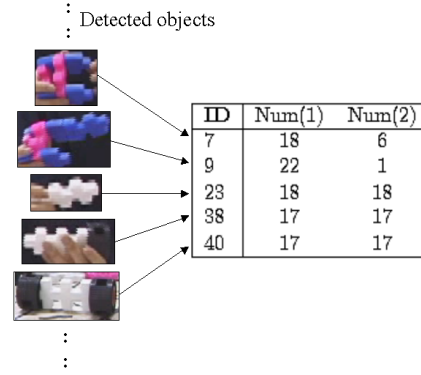 Detected objects
ID Num(1) Num(2)
7 18 6
9 22 1
23 18 18
38 17 17
40 17 17